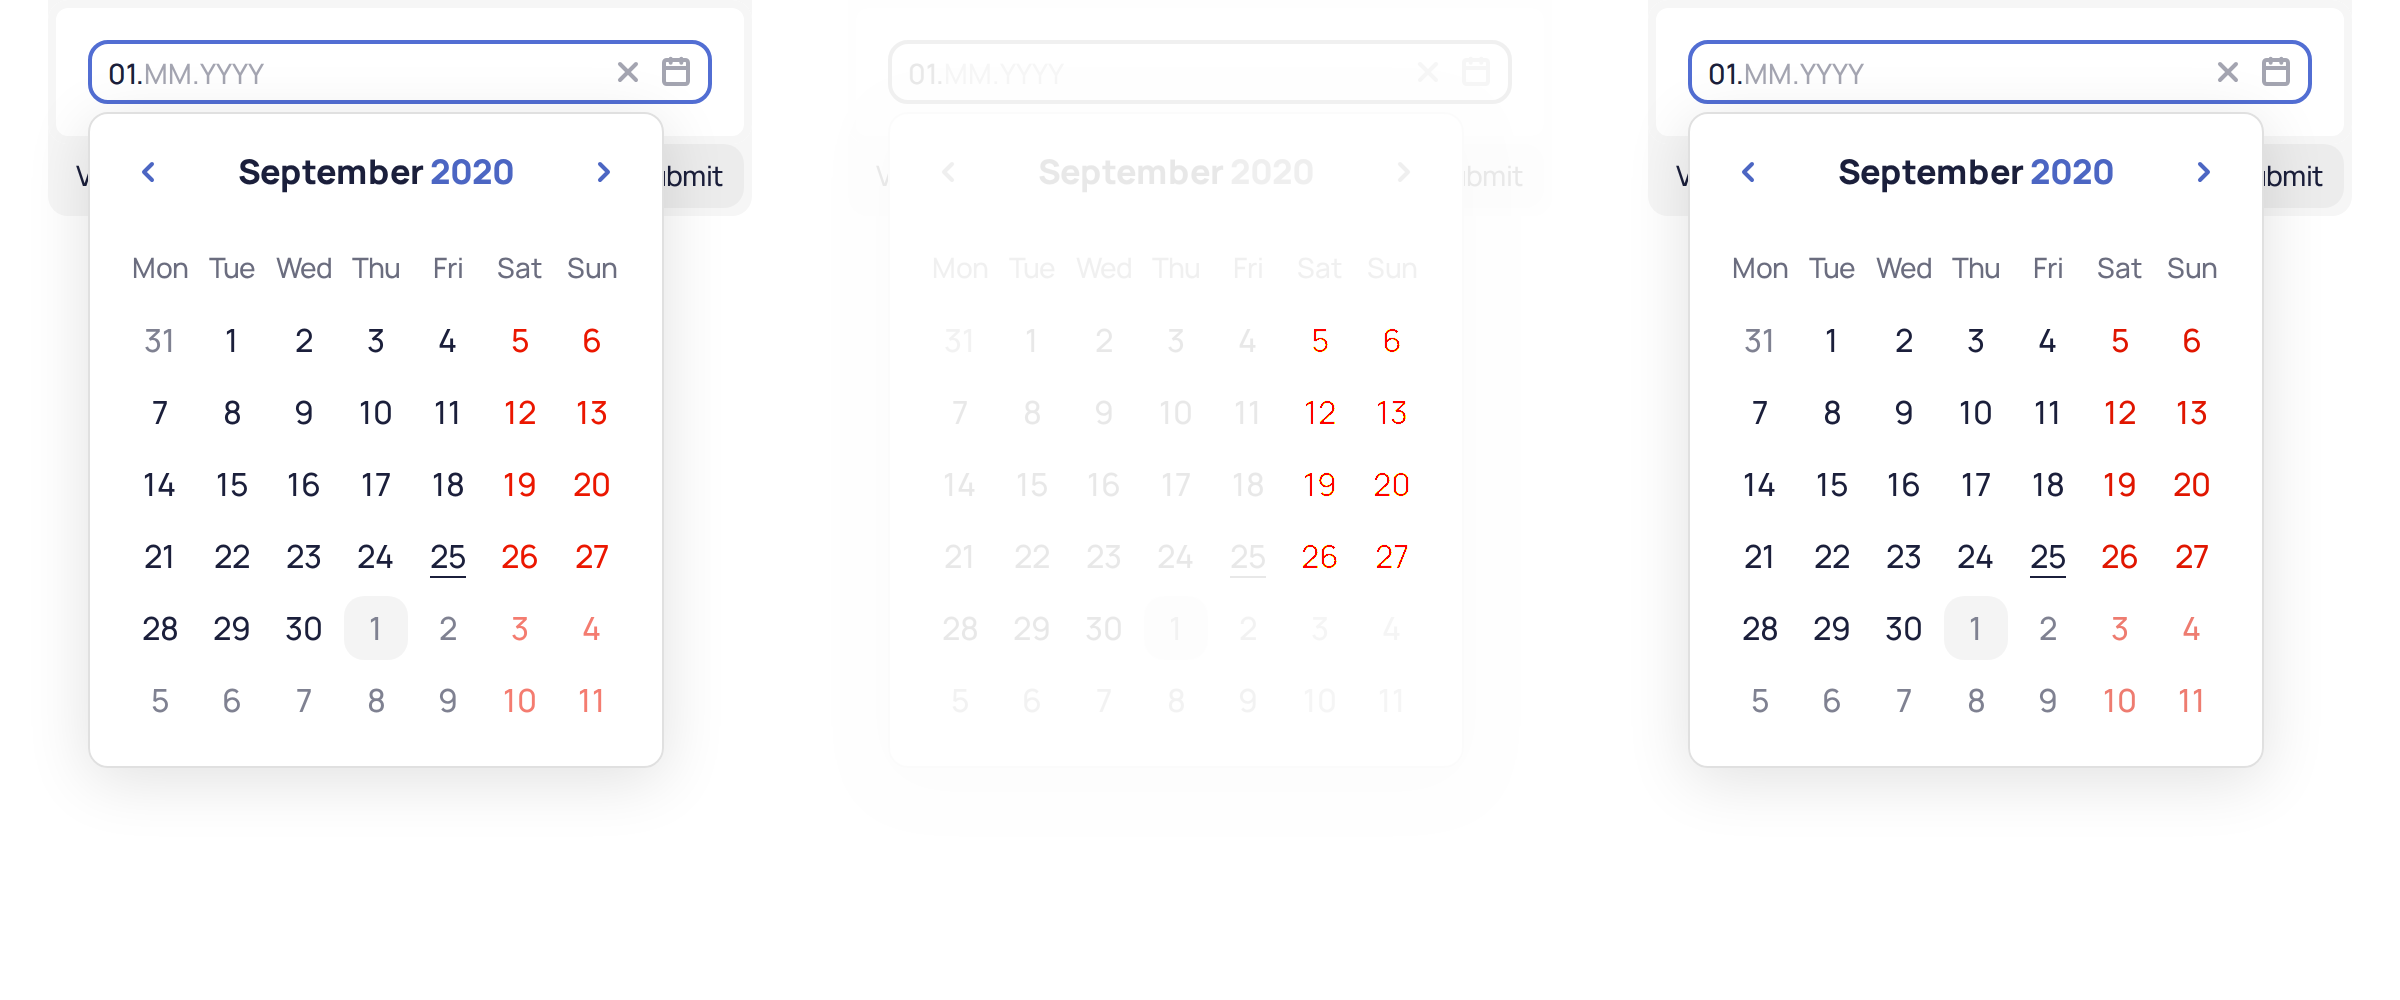 01.MM.YYYY
V bmit
September 2020
Mon Tue Wed Thu Fri Sat Sun
31 1 2 3 4 5 6
7 8 9 10 11 12 13
14 15 16 17 18 19 20
21 22 23 24 25 26 27
28 29 30 1 2 3 4
5 6 7 8 9 10 11
01.MM.YYYY
V bmit
September 2020
Mon Tue Wed Thu Fri Sat Sun
31 1 2 3 4 5 6
7 8 9 10 11 12 13
14 15 16 17 18 19 20
21 22 23 24 25 26 27
28 29 30 1 2 3 4
5 6 7 8 9 10 11
01.MM.YYYY
V bmit
September 2020
Mon Tue Wed Thu Fri Sat Sun
31 1 2 3 4 5 6
7 8 9 10 11 12 13
14 15 16 17 18 19 20
21 22 23 24 25 26 27
28 29 30 1 2 3 4
5 6 7 8 9 10 11